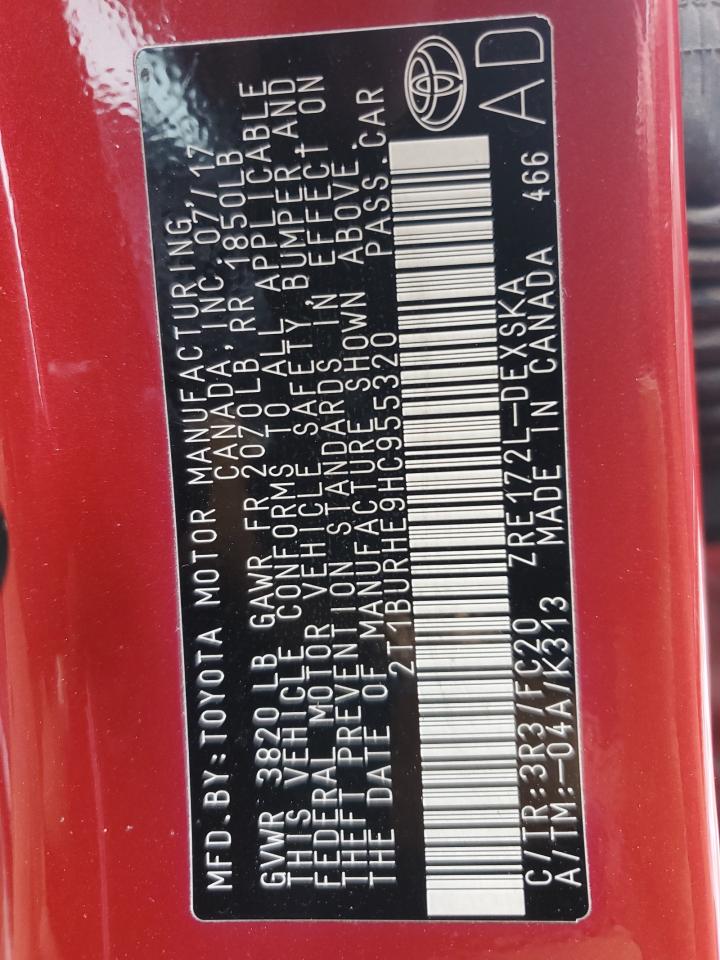 MFD.BY:TOYOTA MOTOR MANUFACTURING,
CANADA,INC. 07/17
GVWR 3820 LB GAWR FR 2070LB RR 1850LB
THIS VEHICLE CONFORMS TO ALL APPLICABLE
FEDERAL MOTOR VEHICLE SAFETY, BUMPER AND
THEFT PREVENTION STANDARDS IN EFFECT ON
THE DATE OF MANUFACTURE SHOWN ABOVE.
2T1BURHE9HC955320 PASS.CAR
C/TR:3R3/FC20 ZRE172L-DEXSKA
A/TM:-04A/K313 MADE IN CANADA 466
AD